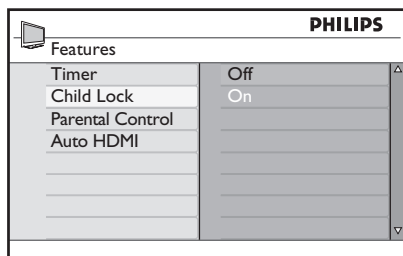 PHILIPS
Features
Timer
Off
Child Lock
On
Parental Control
Auto HDMI